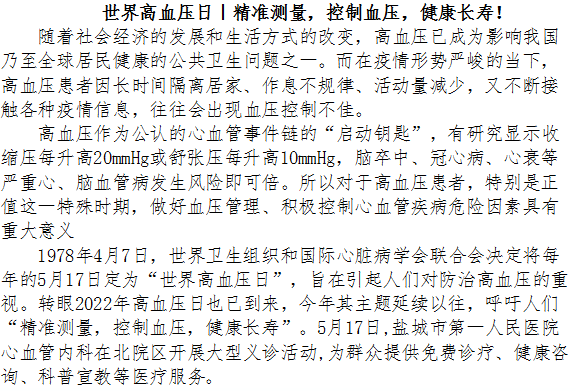 世界高血压日丨精准测量，控制血压，健康长寿！
随着社会经济的发展和生活方式的改变，高血压已成为影响我国
乃至全球居民健康的公共卫生问题之一。而在疫情形势严峻的当下，
高血压患者因长时间隔离居家、作息不规律、活动量减少，又不断接
触各种疫情信息，往往会出现血压控制不佳。
高血压作为公认的心血管事件链的“启动钥匙”，有研究显示收
缩压每升高20mmHg或舒张压每升高10mmHg，脑卒中、冠心病、心衰等
严重心、脑血管病发生风险即可倍。所以对于高血压患者，特别是正
值这一特殊时期，做好血压管理、积极控制心血管疾病危险因素具有
重大意义
1978年4月7日，世界卫生组织和国际心脏病学会联合会决定将每
年的5月17日定为“世界高血压日”，旨在引起人们对防治高血压的重
视。转眼2022年高血压日也已到来，今年其主题延续以往，呼吁人们
“精准测量，控制血压，健康长寿”。5月17日,盐城市第一人民医院
心血管内科在北院区开展大型义诊活动,为群众提供免费诊疗、健康咨
询、科普宣教等医疗服务。